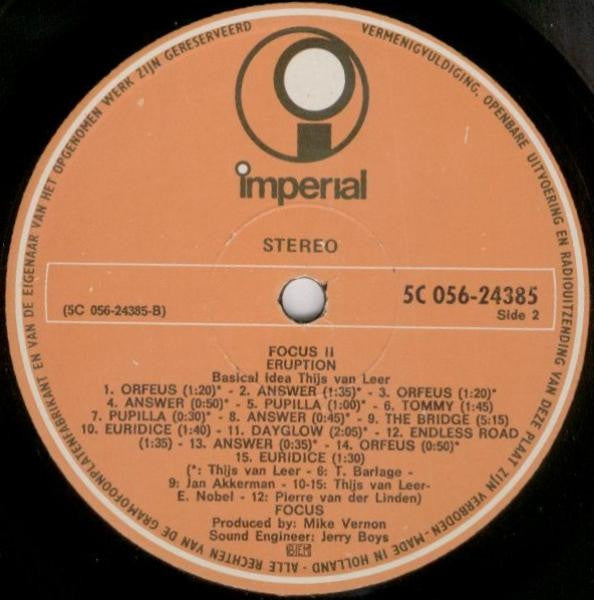 imperial
STEREO
5C 056-24385
(5C 056-24385-B)
Side 2
FOCUS II
ERUPTION
Basical Idea Thijs van Leer
1. ORFEUS (1:20)* - 2. ANSWER (1:35)* - 3. ORFEUS (1:20)*
4. ANSWER (0:50)* - 5. PUPILLA (1:00)* - 6. TOMMY (1:45)
7. PUPILLA (0:30)* - 8. ANSWER (0:45)* - 9. THE BRIDGE (5:15)
10. EURIDICE (1:40) - 11. DAYGLOW (2:05)* - 12. ENDLESS ROAD
(1:35) - 13. ANSWER (0:35)* - 14. ORFEUS (0:50)*
15. EURIDICE (1:30)
(*: Thijs van Leer - 6: T. Barlage -
9: Jan Akkerman - 10-15: Thijs van Leer-
E. Nobel - 12: Pierre van der Linden)
FOCUS
Produced by: Mike Vernon
Sound Engineer: Jerry Boys
BIEM
ALLE RECHTEN VAN DE GRAMOFOONPLATENFABRIKANT EN VAN DE EIGENAAR VAN HET OPGENOMEN WERK ZIJN GERESERVEERD
VERMENIGVULDIGING, OPENBARE UITVOERING EN RADIOUITZENDING VAN DEZE PLAAT ZIJN VERBODEN-MADE IN HOLLAND -